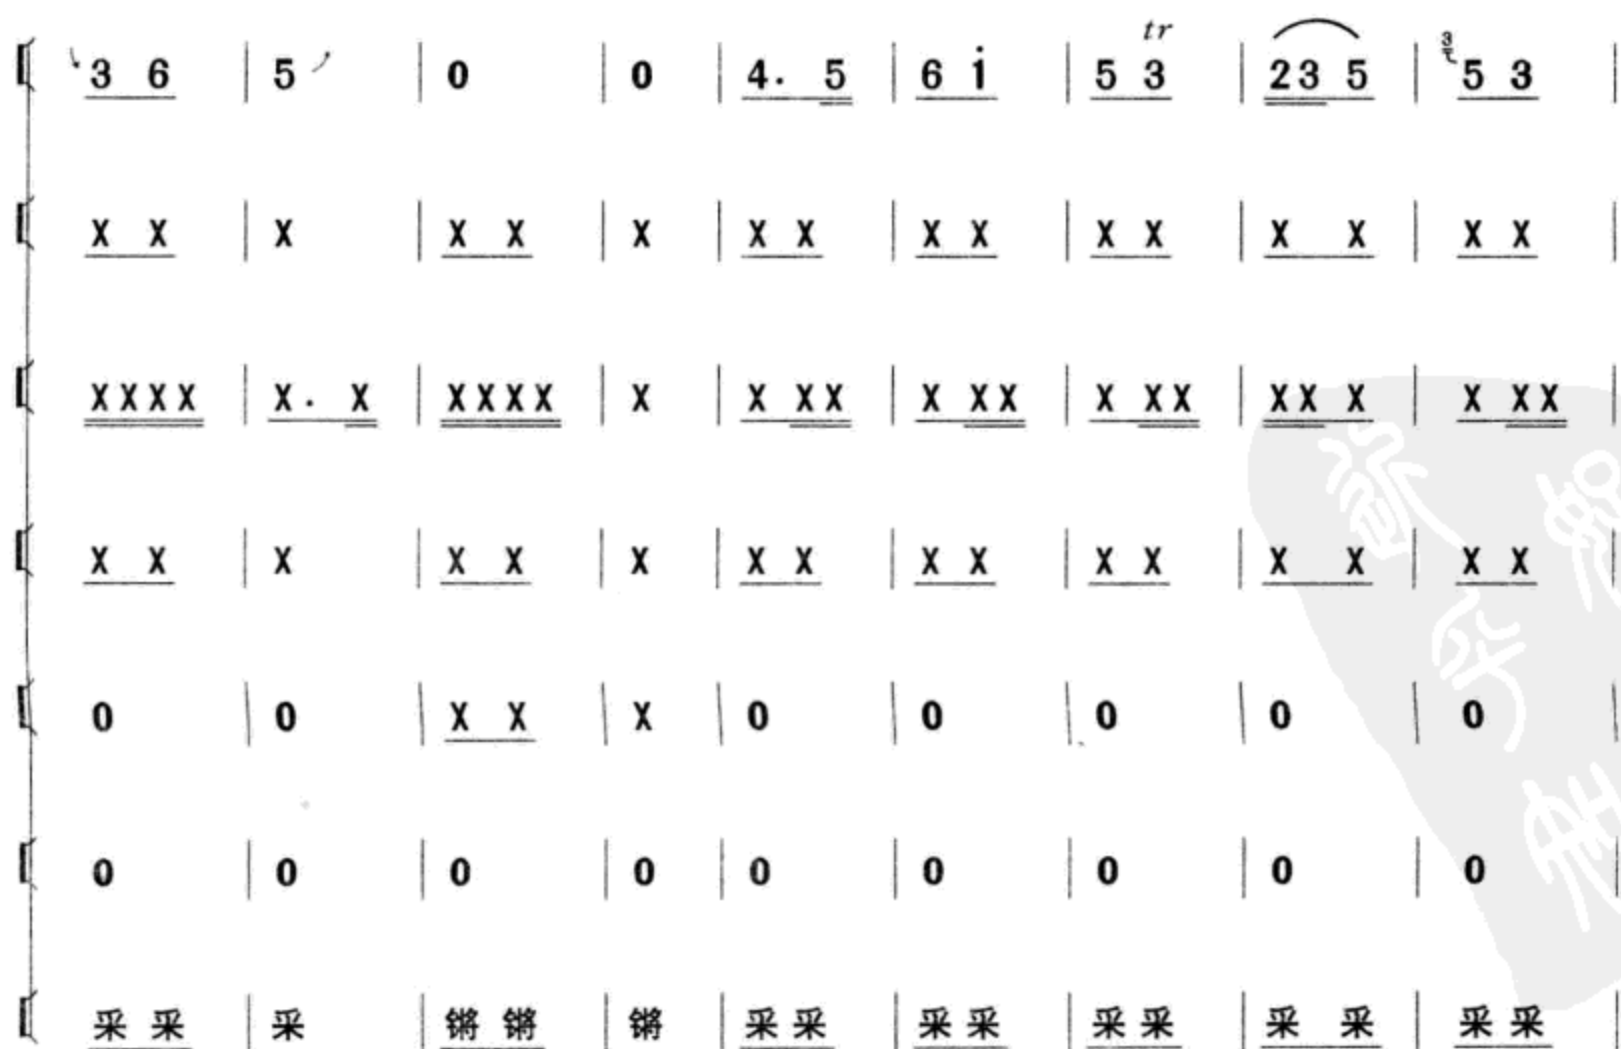 tr
3 6 | 5 | 0 | 0 | 4. 5 | 6 i | 5 3 | 23 5 | 3 5 3 |
X X | X | X X | X | X X | X X | X X | X X | X X |
XXXX | X. X | XXXX | X | X XX | X XX | X XX | XX X | X XX |
X X | X | X X | X | X X | X X | X X | X X | X X |
0 | 0 | X X | X | 0 | 0 | 0 | 0 | 0 |
0 | 0 | 0 | 0 | 0 | 0 | 0 | 0 | 0 |
采 采 | 采 | 锵 锵 | 锵 | 采 采 | 采 采 | 采 采 | 采 采 | 采 采 |